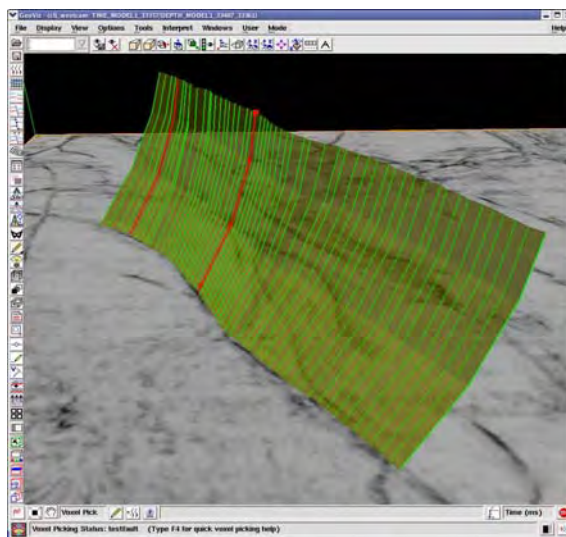 File Display View Options Tools Interpret Windows User Mode Help
Voxel Pick Time (ms)
Voxel Picking Status: testfault (Type F4 for quick voxel picking help)